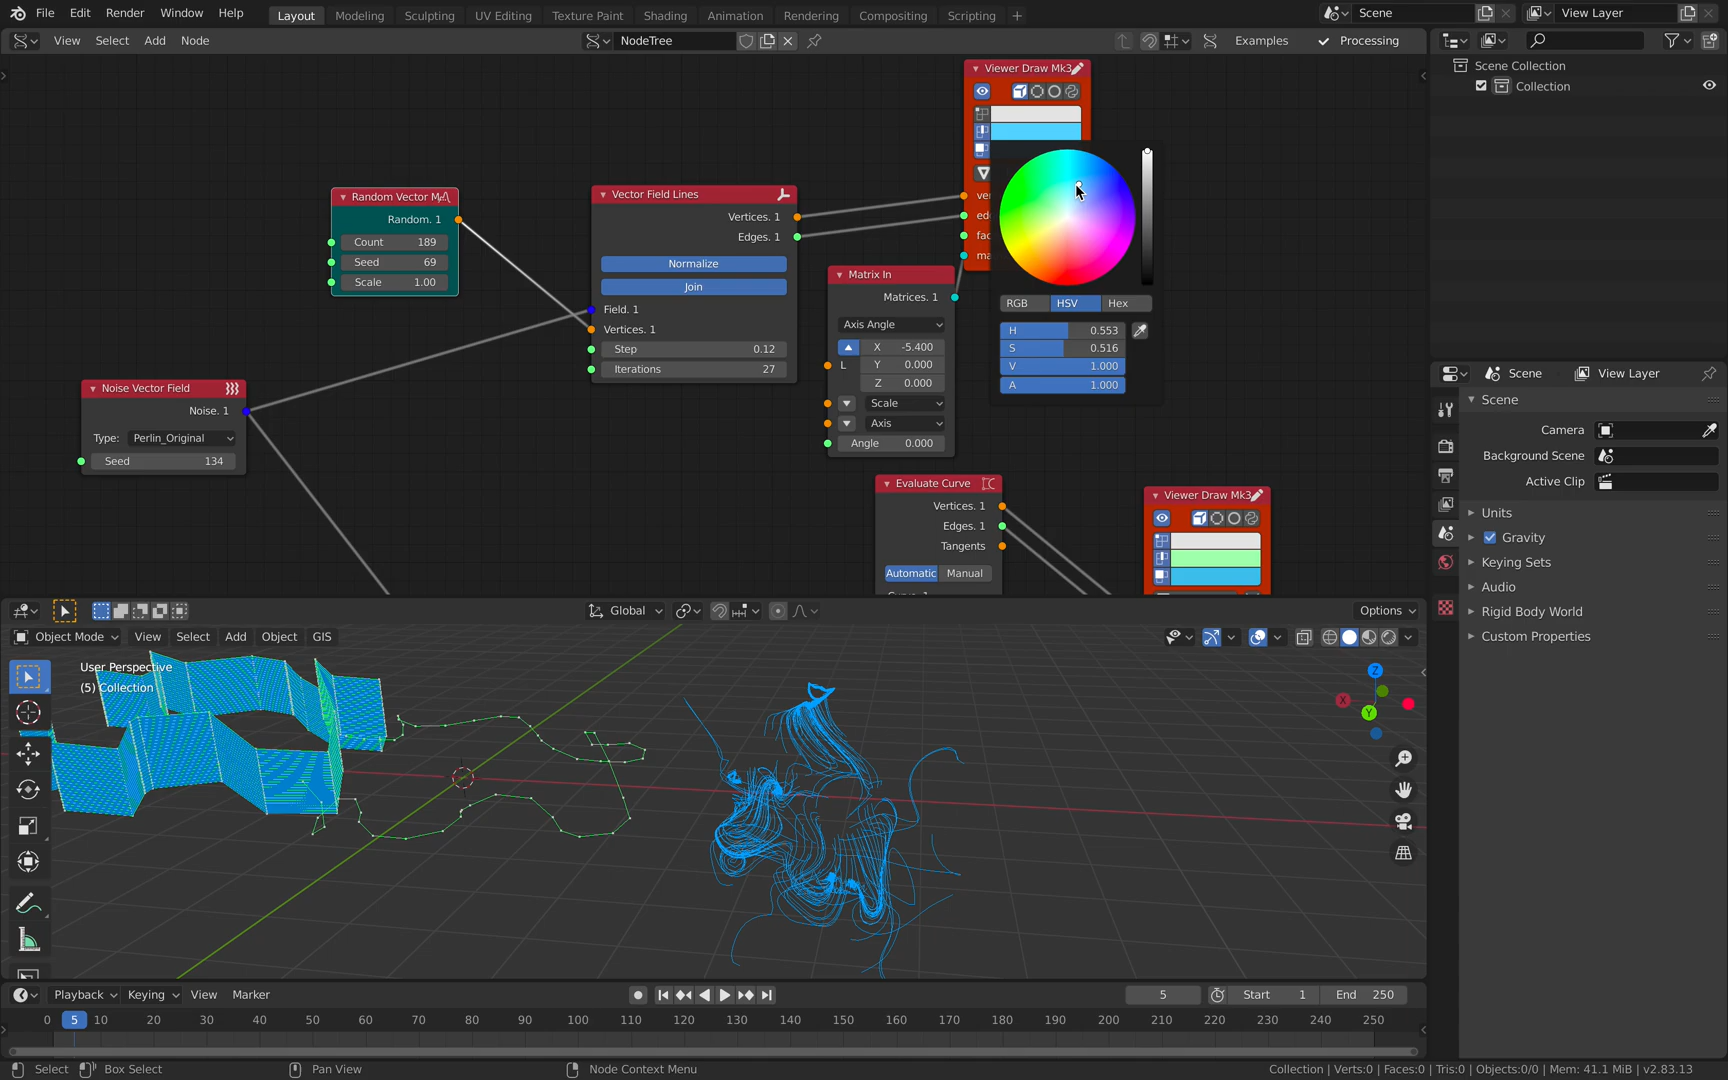 File Edit Render Window Help Layout Modeling Sculpting UV Editing Texture Paint Shading Animation Rendering Compositing Scripting + Scene View Layer
View Select Add Node NodeTree Examples Processing
Scene Collection
Collection
Viewer Draw Mk3
Random Vector M
Random. 1
Count 189
Seed 69
Scale 1.00
Vector Field Lines
Vertices. 1
Edges. 1
Normalize
Join
Field. 1
Vertices. 1
Step 0.12
Iterations 27
Matrix In
Matrices. 1
Axis Angle
X -5.400
L Y 0.000
Z 0.000
Scale
Axis
Angle 0.000
ver
edg
fac
ma
RGB HSV Hex
H 0.553
S 0.516
V 1.000
A 1.000
Noise Vector Field
Noise. 1
Type: Perlin_Original
Seed 134
Evaluate Curve
Vertices. 1
Edges. 1
Tangents
Automatic Manual
Viewer Draw Mk3
Scene View Layer
Scene
Camera
Background Scene
Active Clip
Units
Gravity
Keying Sets
Audio
Rigid Body World
Custom Properties
Global Options
Object Mode View Select Add Object GIS
User Perspective
(5) Collection
Z
X
Y
Playback Keying View Marker 5 Start 1 End 250
0 5 10 20 30 40 50 60 70 80 90 100 110 120 130 140 150 160 170 180 190 200 210 220 230 240 250
Select Box Select Pan View Node Context Menu Collection | Verts:0 | Faces:0 | Tris:0 | Objects:0/0 | Mem: 41.1 MiB | v2.83.13